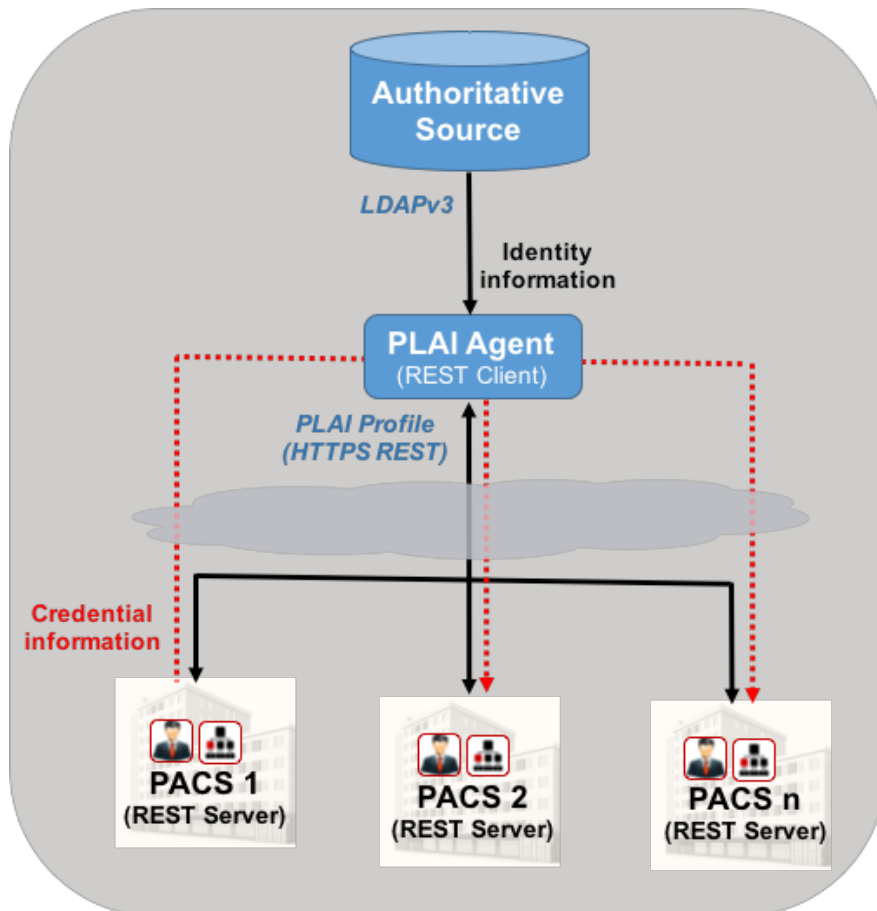 Authoritative
Source
LDAPv3
Identity
information
PLAI Agent
(REST Client)
PLAI Profile
(HTTPS REST)
Credential
information
PACS 1
(REST Server)
PACS 2
(REST Server)
PACS n
(REST Server)